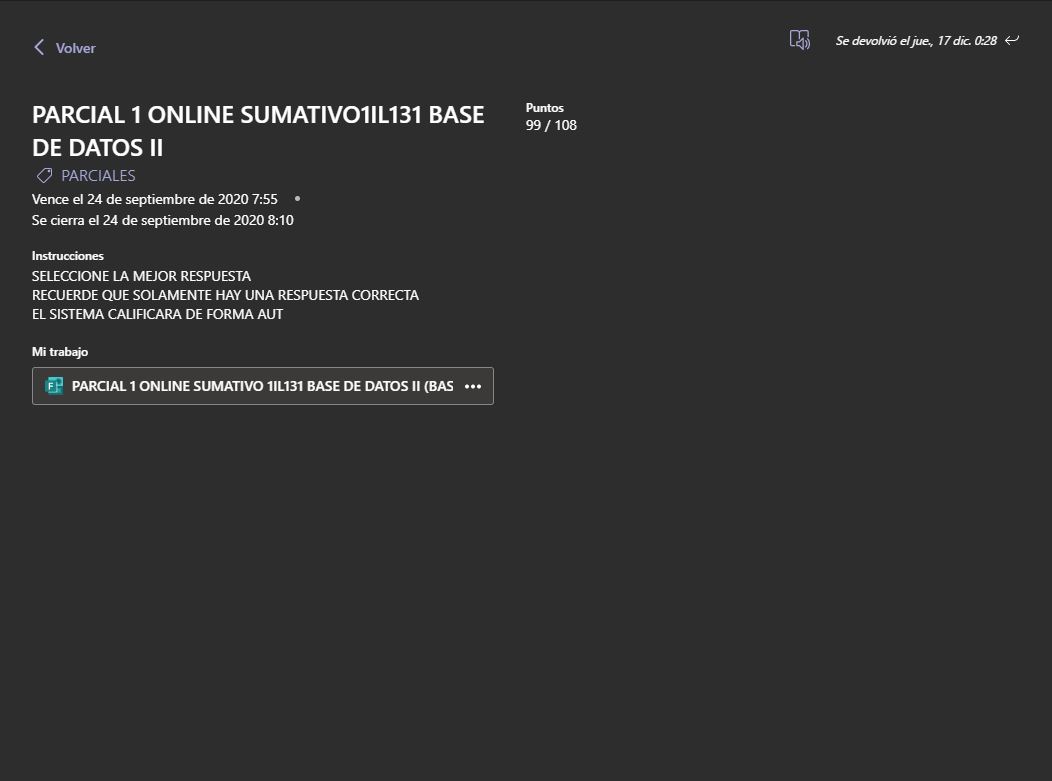 Volver
Se devolvió el jue., 17 dic. 0:28
PARCIAL 1 ONLINE SUMATIVO1IL131 BASE
DE DATOS II
PARCIALES
Vence el 24 de septiembre de 2020 7:55 •
Se cierra el 24 de septiembre de 2020 8:10
Puntos
99 / 108
Instrucciones
SELECCIONE LA MEJOR RESPUESTA
RECUERDE QUE SOLAMENTE HAY UNA RESPUESTA CORRECTA
EL SISTEMA CALIFICARA DE FORMA AUT
Mi trabajo
PARCIAL 1 ONLINE SUMATIVO 1IL131 BASE DE DATOS II (BAS